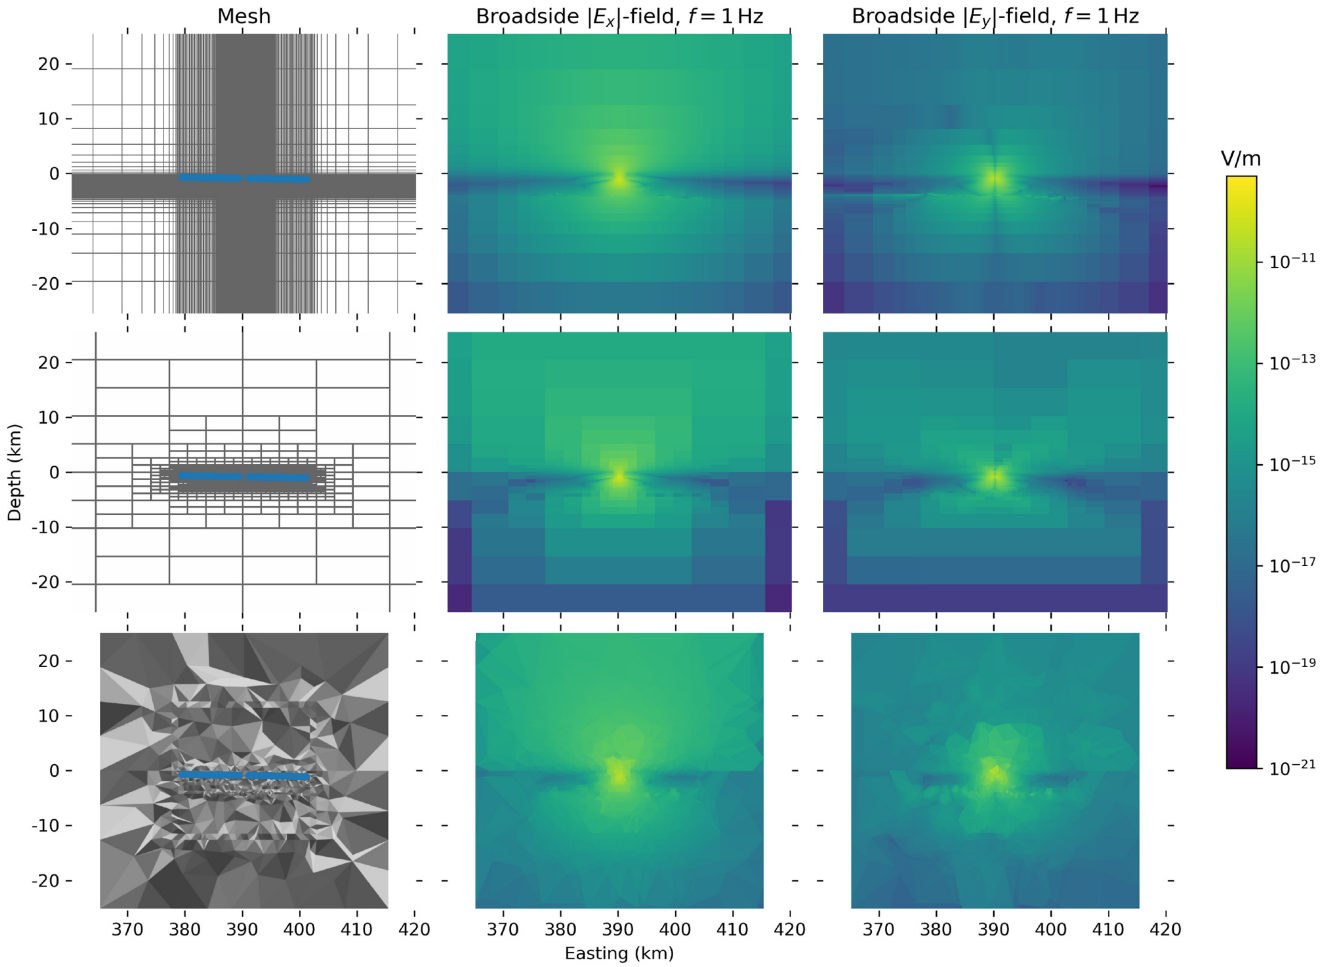 Mesh
Broadside |Eₓ|-field, f = 1 Hz
Broadside |E_y|-field, f = 1 Hz
20
10
0
-10
-20
20
10
0
-10
-20
20
10
0
-10
-20
Depth (km)
370 380 390 400 410 420
370 380 390 400 410 420
370 380 390 400 410 420
Easting (km)
V/m
10⁻¹¹
10⁻¹³
10⁻¹⁵
10⁻¹⁷
10⁻¹⁹
10⁻²¹